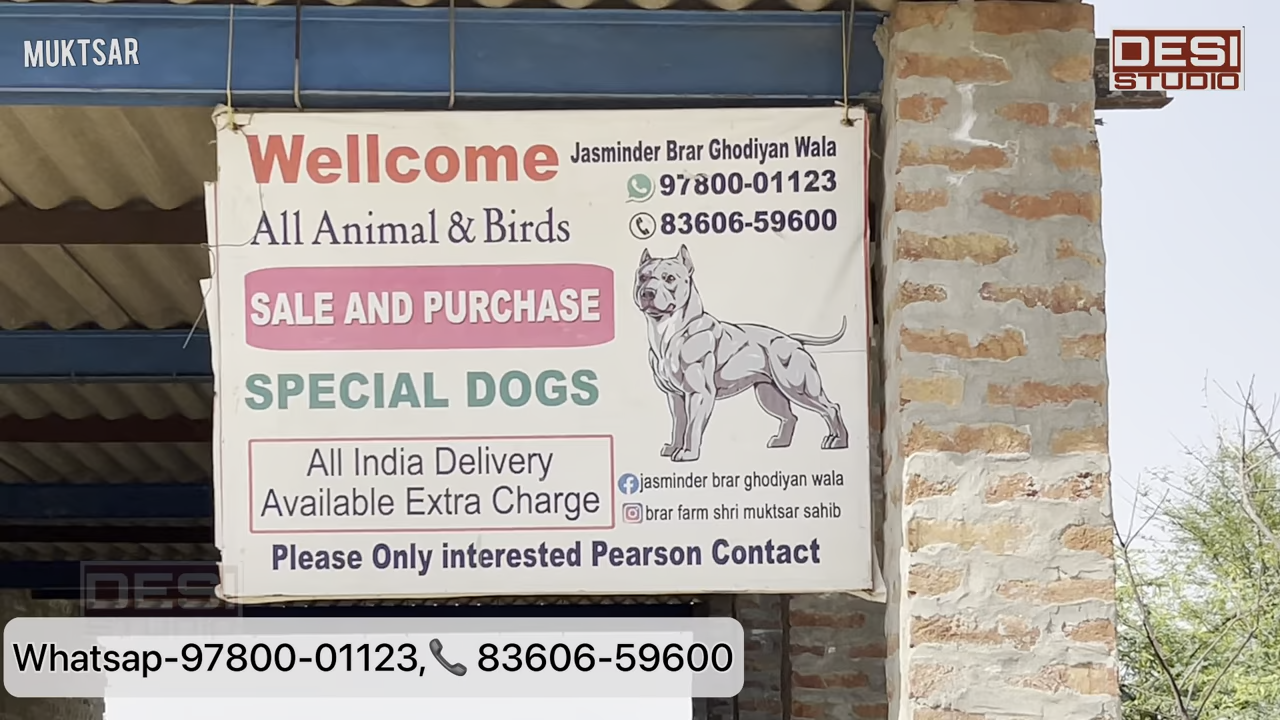 MUKTSAR
DESI
STUDIO
Wellcome
Jasminder Brar Ghodiyan Wala
97800-01123
83606-59600
All Animal & Birds
SALE AND PURCHASE
SPECIAL DOGS
All India Delivery
Available Extra Charge
jasminder brar ghodiyan wala
brar farm shri muktsar sahib
Please Only interested Pearson Contact
DESI
STUDIO
Whatsap-97800-01123,📞 83606-59600